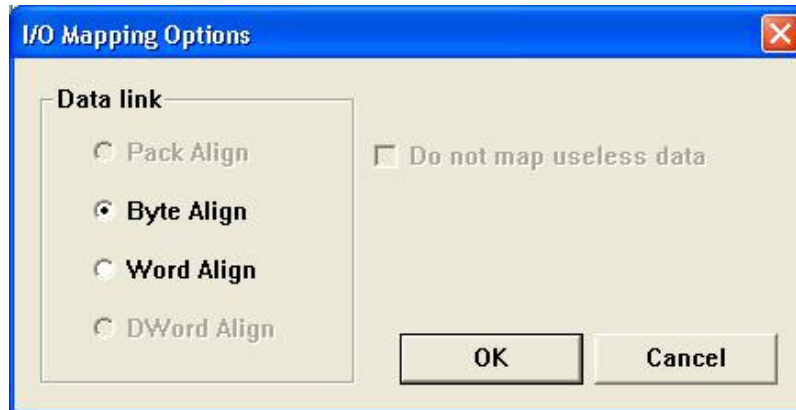 I/O Mapping Options
Data link
Pack Align
Do not map useless data
Byte Align
Word Align
DWord Align
OK
Cancel